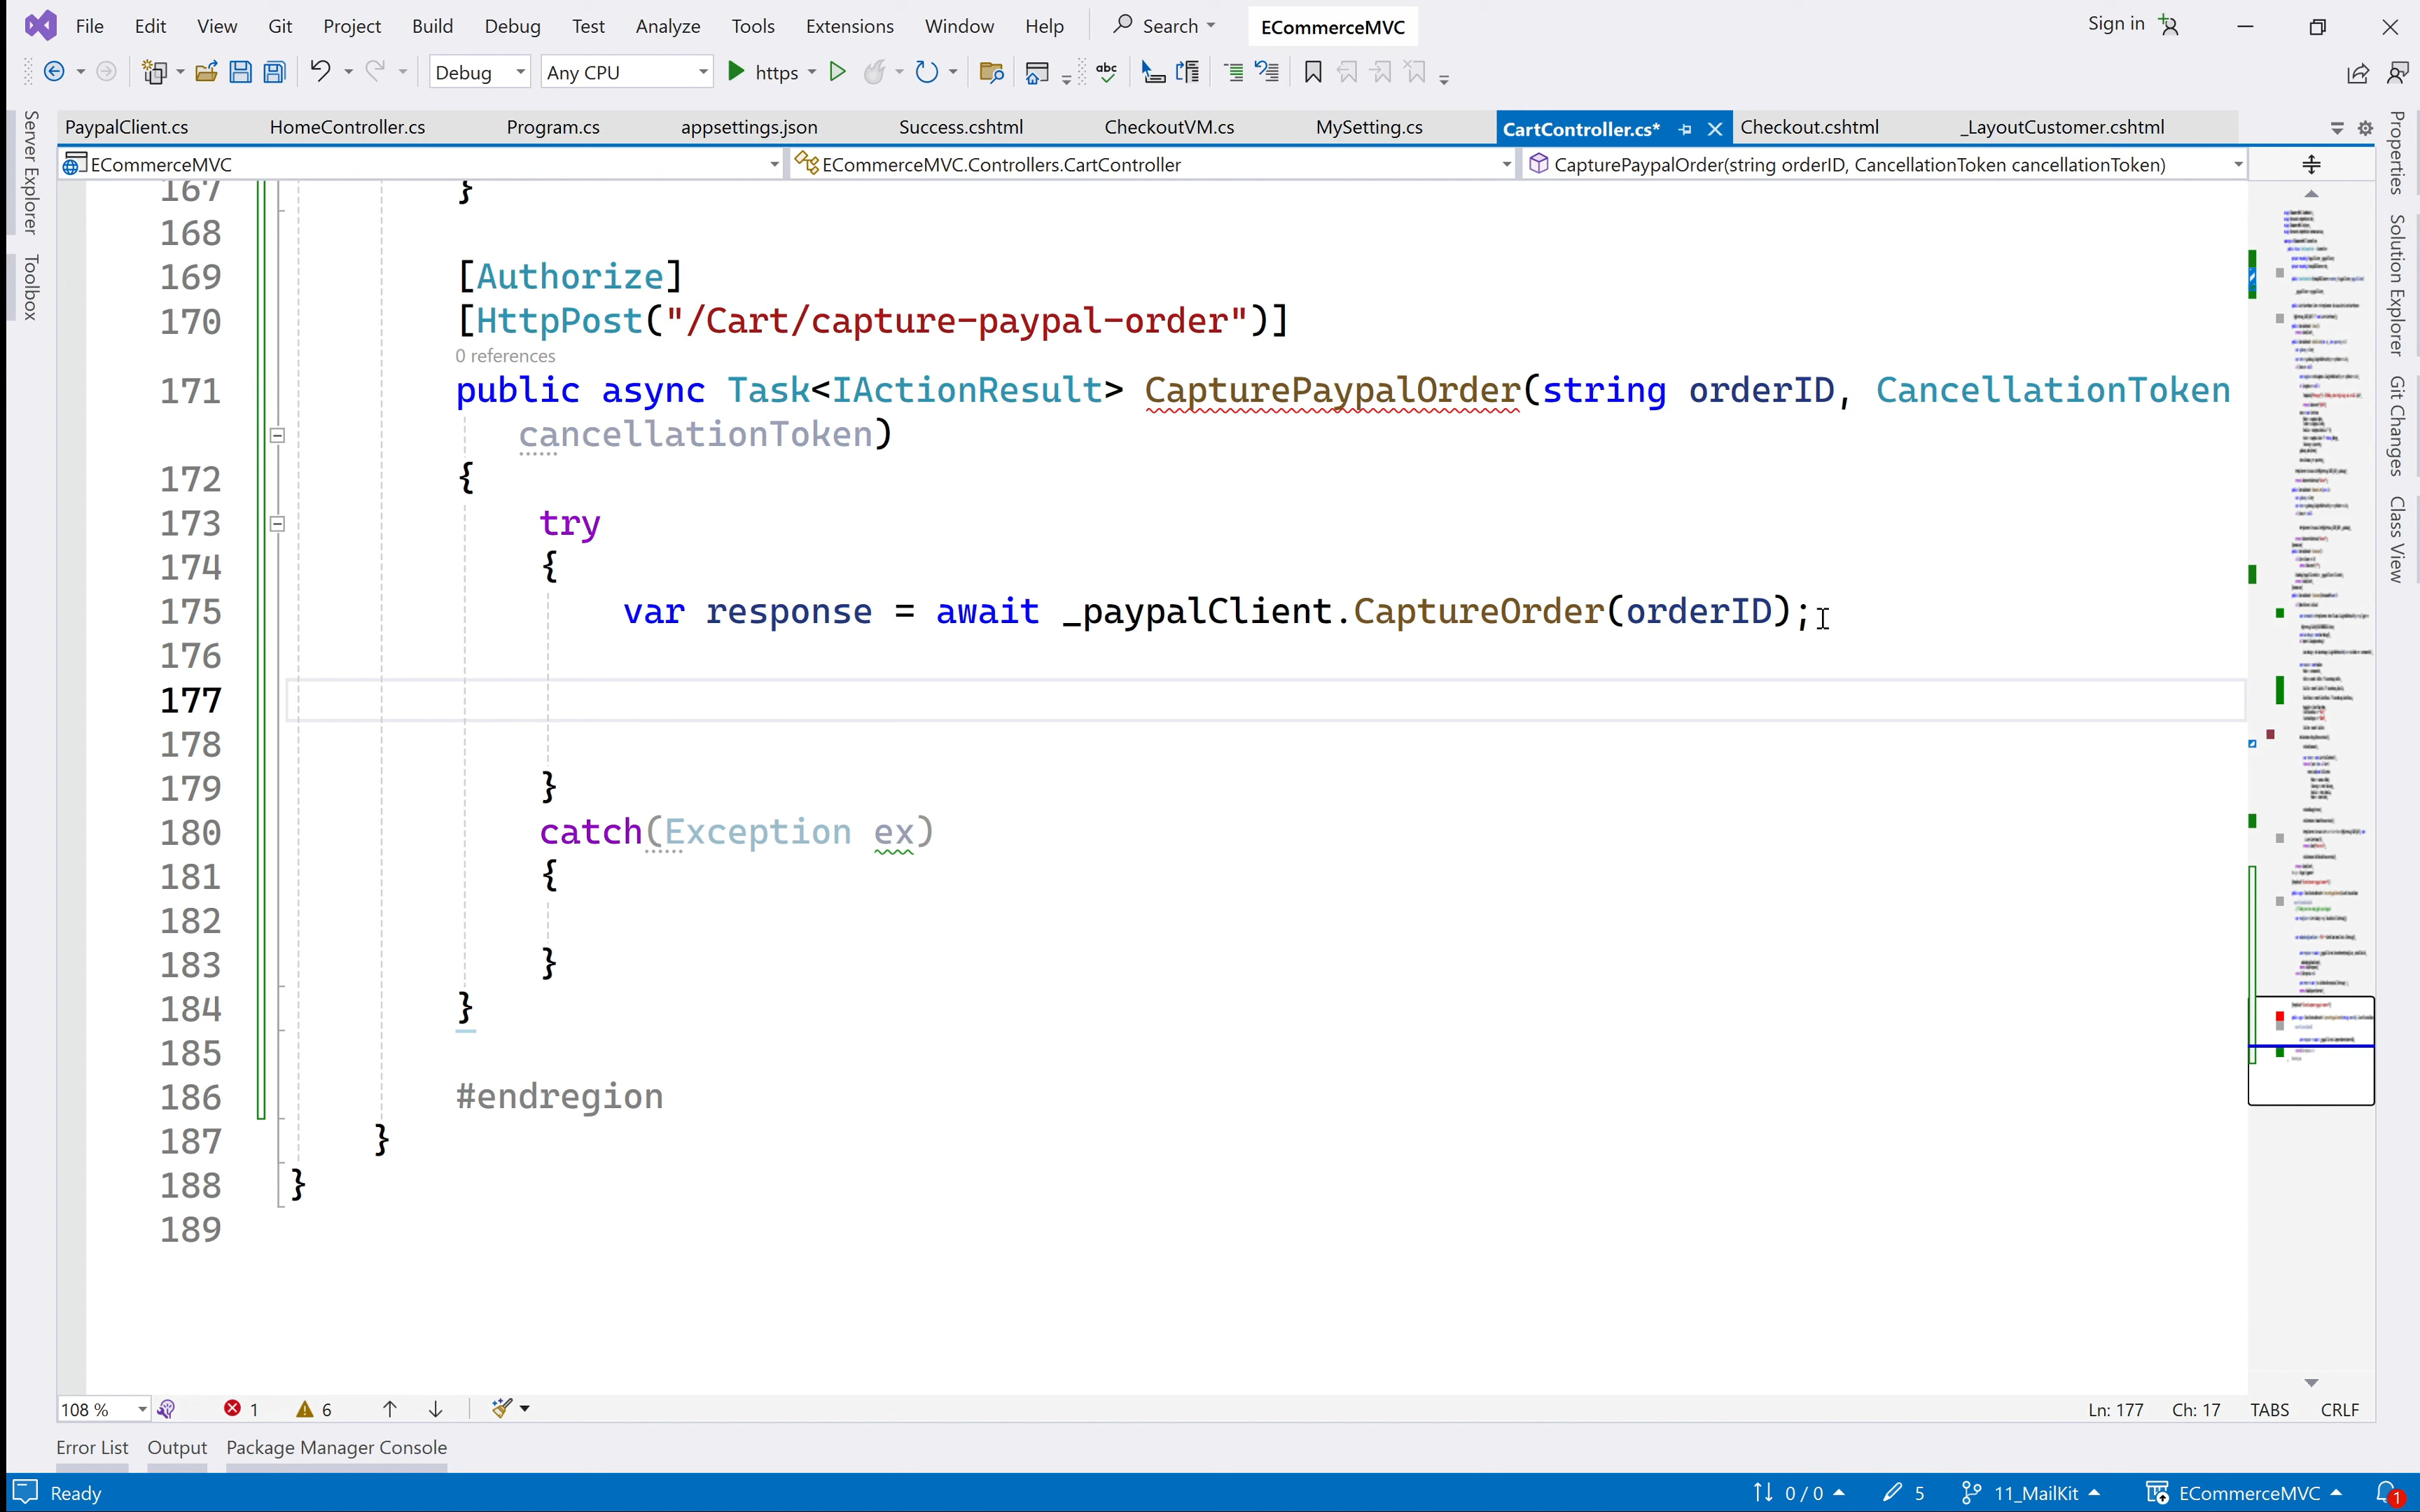 File Edit View Git Project Build Debug Test Analyze Tools Extensions Window Help Search ECommerceMVC Sign in
Debug Any CPU https abc
PaypalClient.cs HomeController.cs Program.cs appsettings.json Success.cshtml CheckoutVM.cs MySetting.cs CartController.cs* Checkout.cshtml _LayoutCustomer.cshtml
ECommerceMVC ECommerceMVC.Controllers.CartController CapturePaypalOrder(string orderID, CancellationToken cancellationToken)
Server Explorer
Toolbox
167 }
168
169 [Authorize]
170 [HttpPost("/Cart/capture-paypal-order")]
0 references
171 public async Task<IActionResult> CapturePaypalOrder(string orderID, CancellationToken
cancellationToken)
172 {
173 try
174 {
175 var response = await _paypalClient.CaptureOrder(orderID);
176
177
178
179 }
180 catch(Exception ex)
181 {
182
183 }
184 }
185
186 #endregion
187 }
188 }
189
Properties
Solution Explorer
Git Changes
Class View
108 % 1 6 Ln: 177 Ch: 17 TABS CRLF
Error List Output Package Manager Console
Ready 0 / 0 5 11_MailKit ECommerceMVC 1